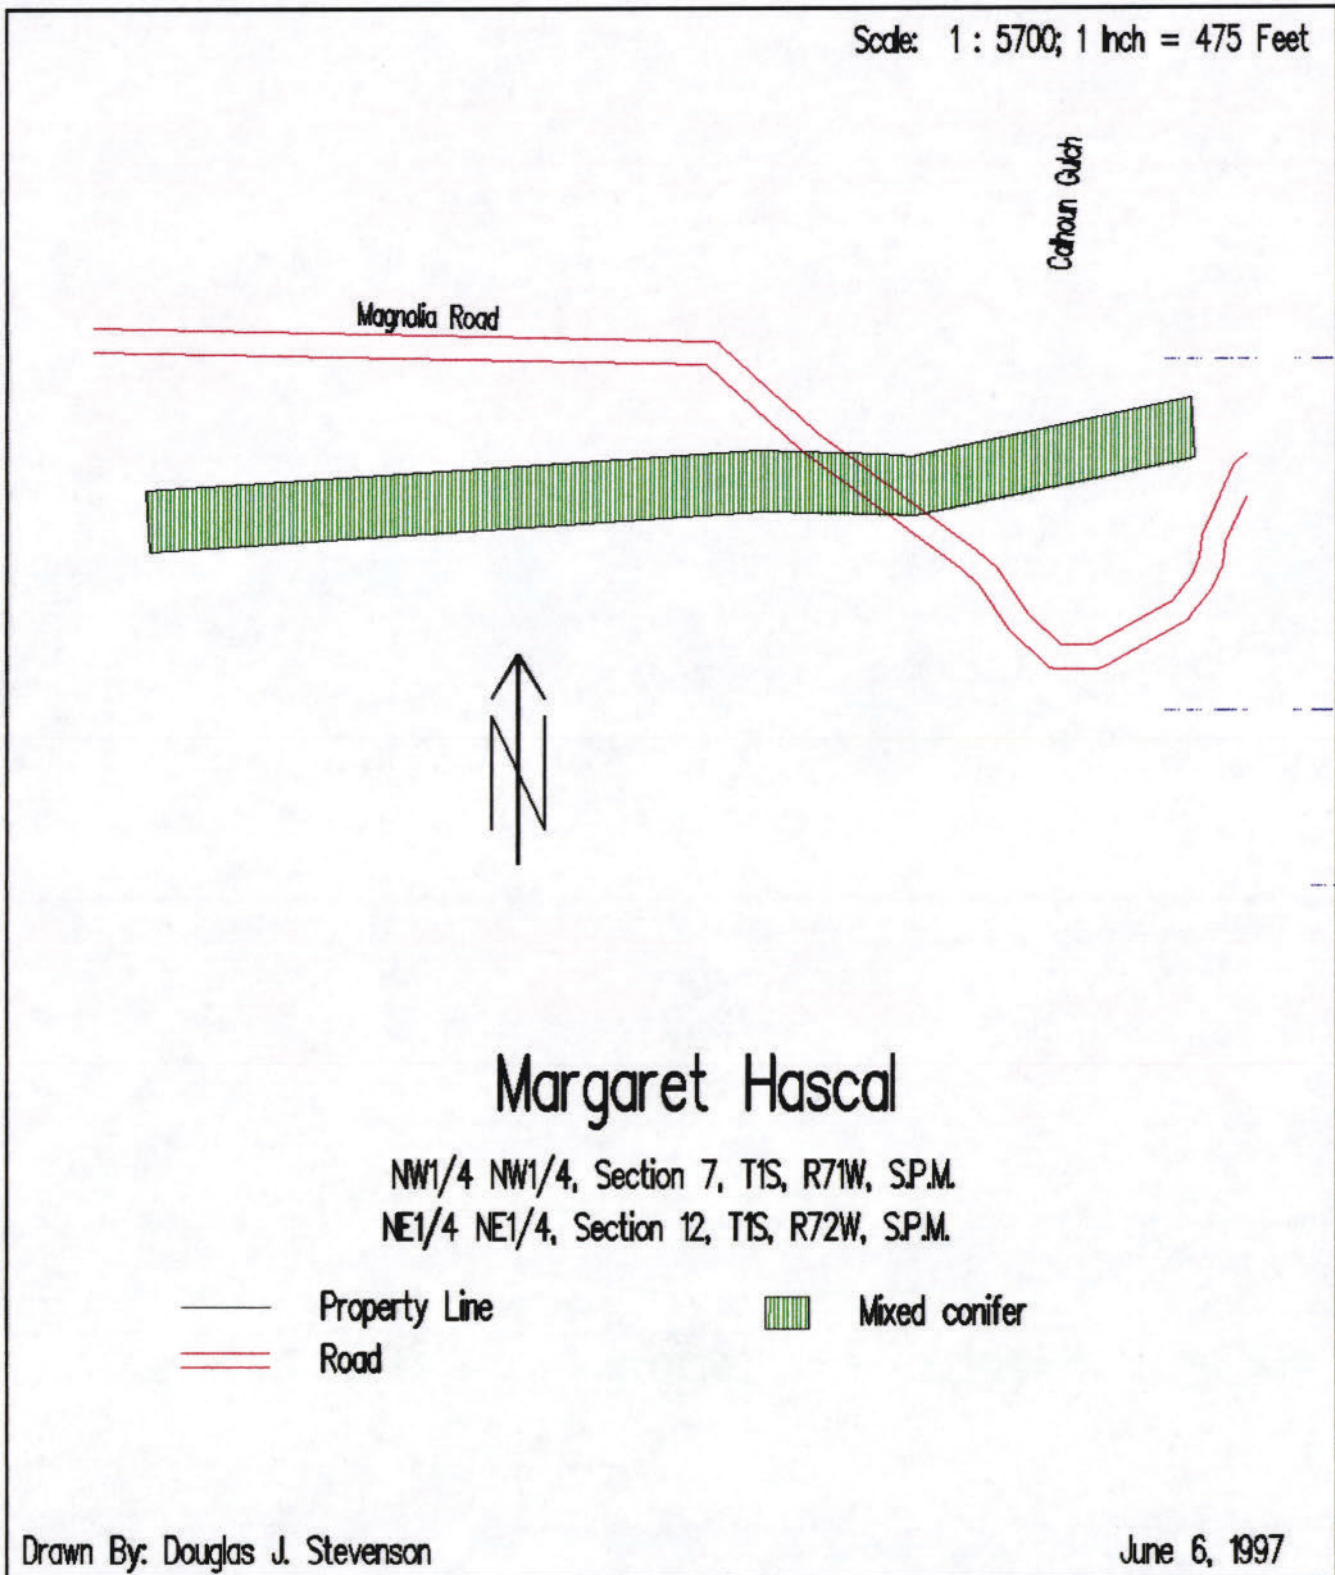 Scale: 1 : 5700; 1 Inch = 475 Feet
Calhoun Gulch
Magnolia Road
N
Margaret Hascal
NW1/4 NW1/4, Section 7, T1S, R71W, S.P.M.
NE1/4 NE1/4, Section 12, T1S, R72W, S.P.M.
Property Line
Mixed conifer
Road
Drawn By: Douglas J. Stevenson
June 6, 1997